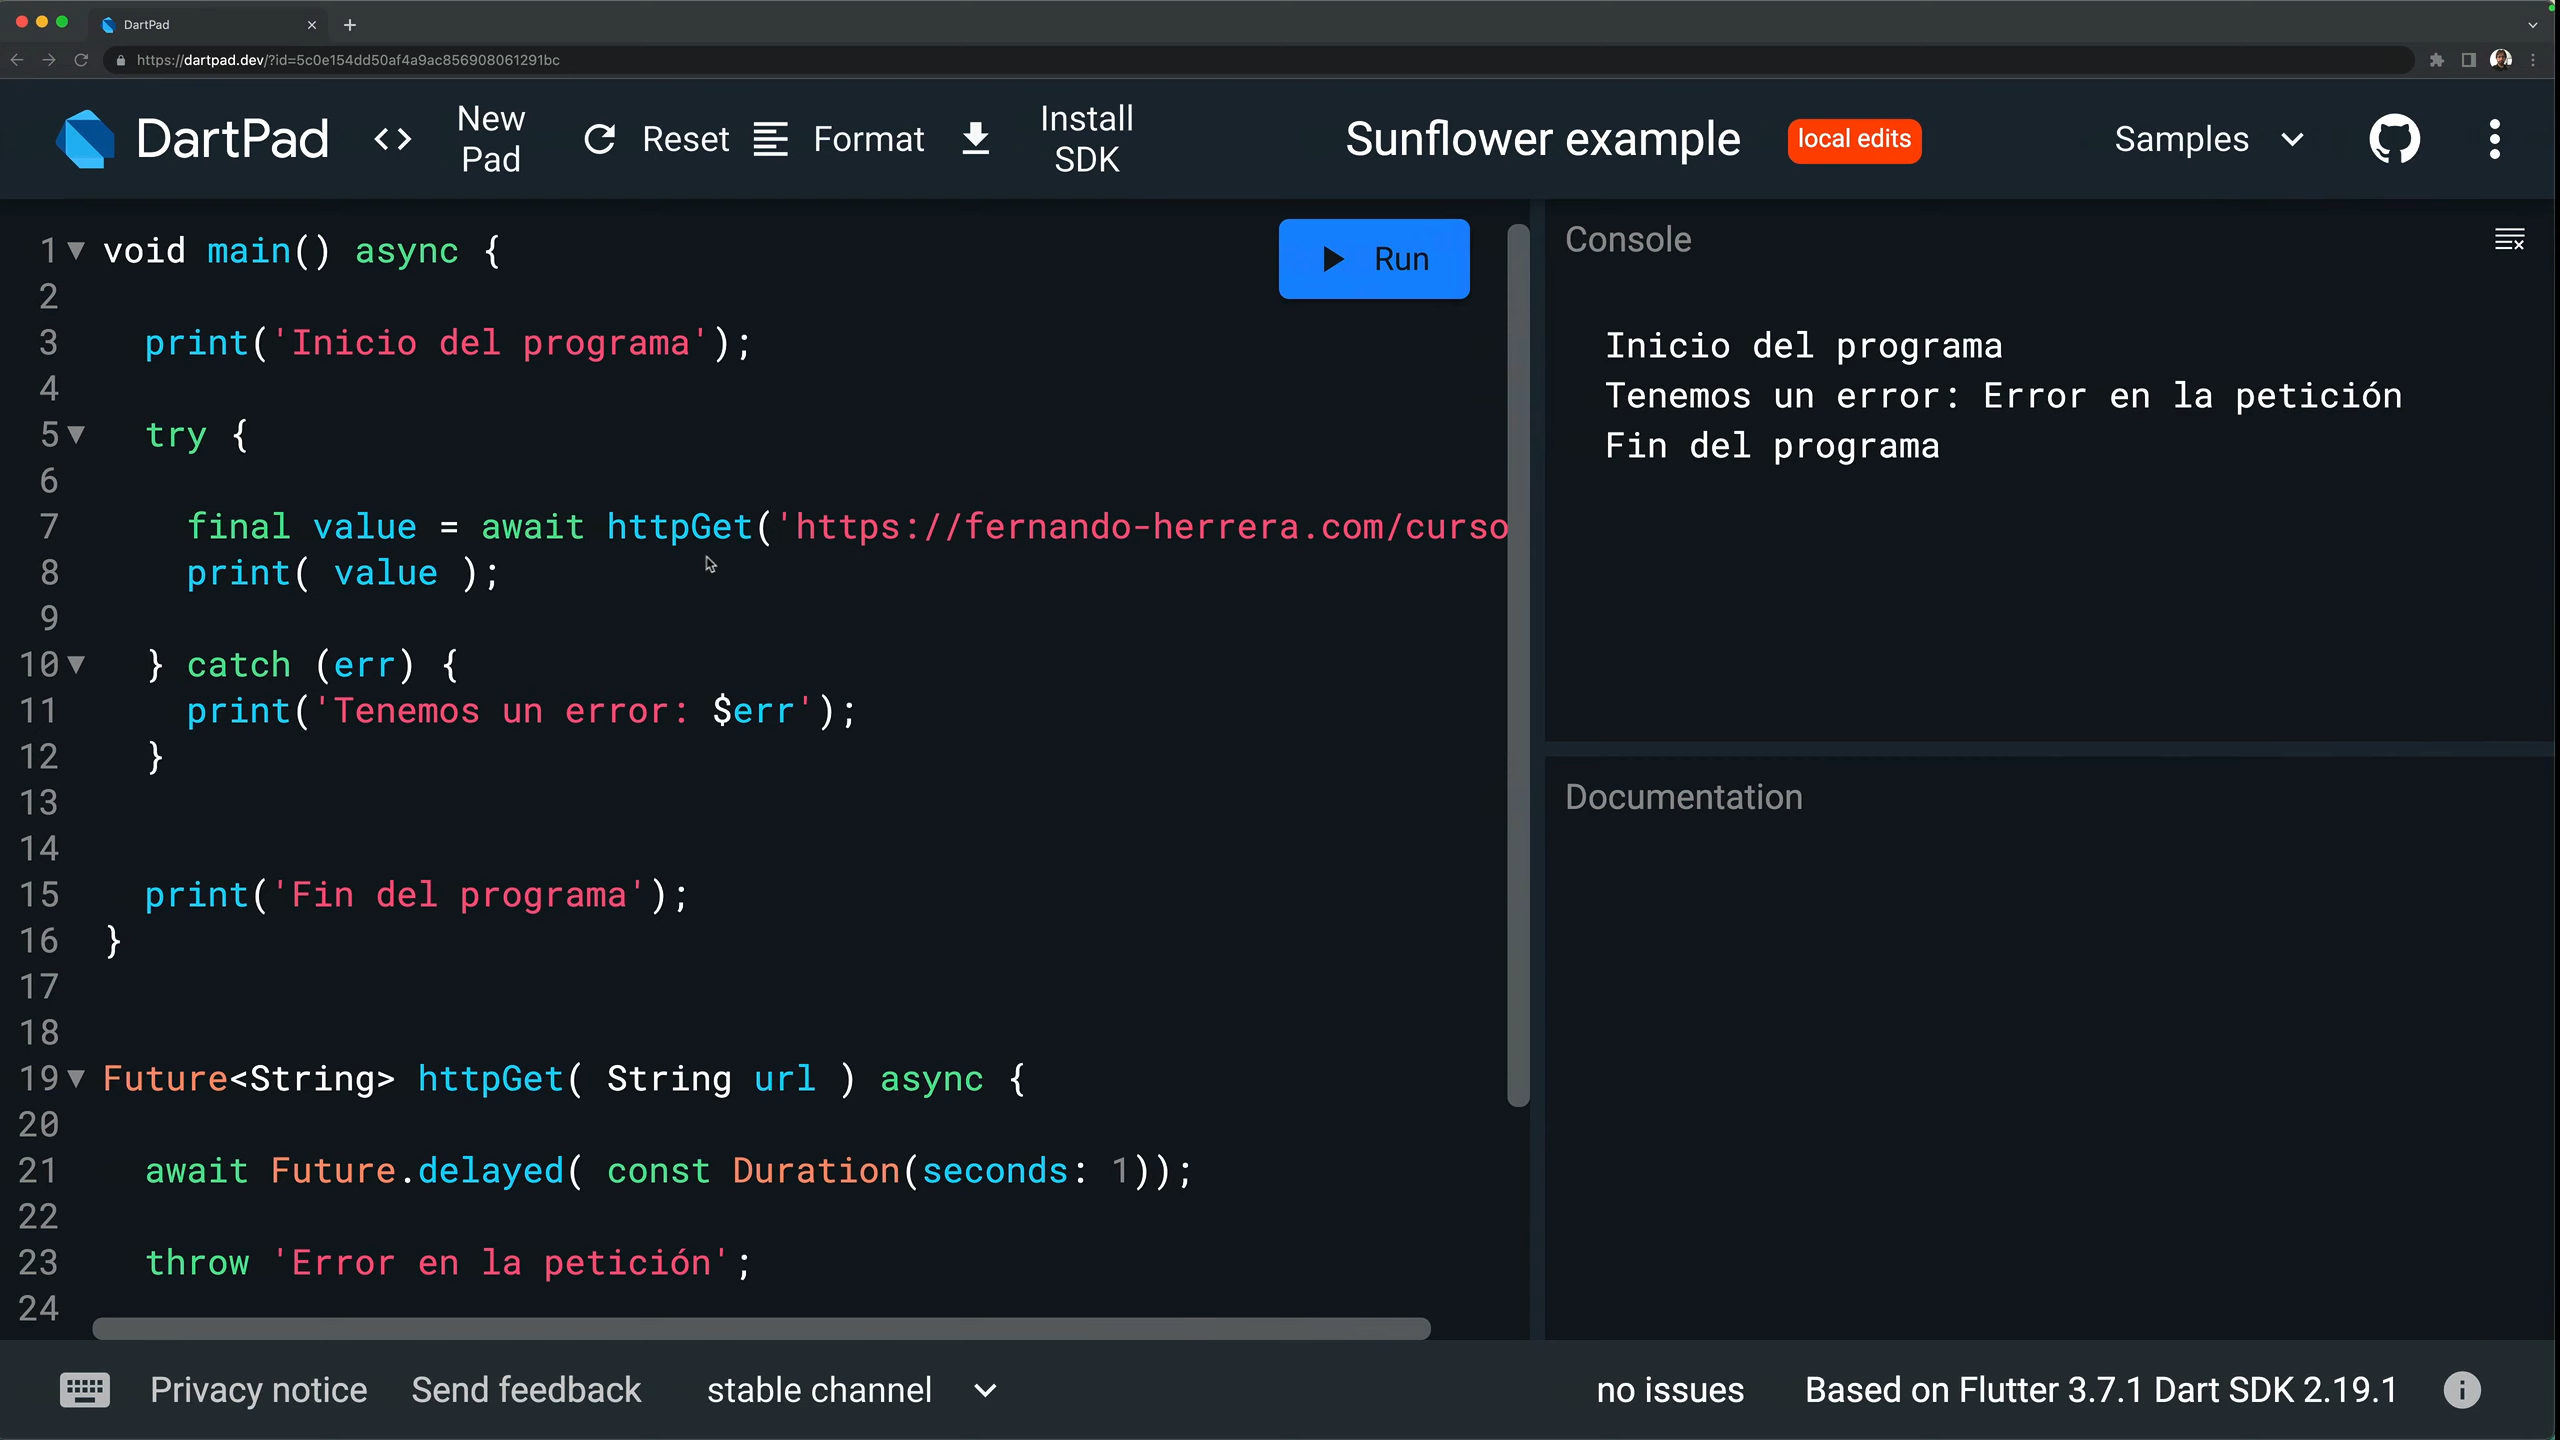 DartPad
https://dartpad.dev/?id=5c0e154dd50af4a9ac856908061291bc
DartPad
<> New Pad
Reset
Format
Install SDK
Sunflower example
local edits
Samples
Run
1 void main() async {
2
3 print('Inicio del programa');
4
5 try {
6
7 final value = await httpGet('https://fernando-herrera.com/curso
8 print( value );
9
10 } catch (err) {
11 print('Tenemos un error: $err');
12 }
13
14
15 print('Fin del programa');
16 }
17
18
19 Future<String> httpGet( String url ) async {
20
21 await Future.delayed( const Duration(seconds: 1));
22
23 throw 'Error en la petición';
24
Console
Inicio del programa
Tenemos un error: Error en la petición
Fin del programa
Documentation
Privacy notice
Send feedback
stable channel
no issues
Based on Flutter 3.7.1 Dart SDK 2.19.1